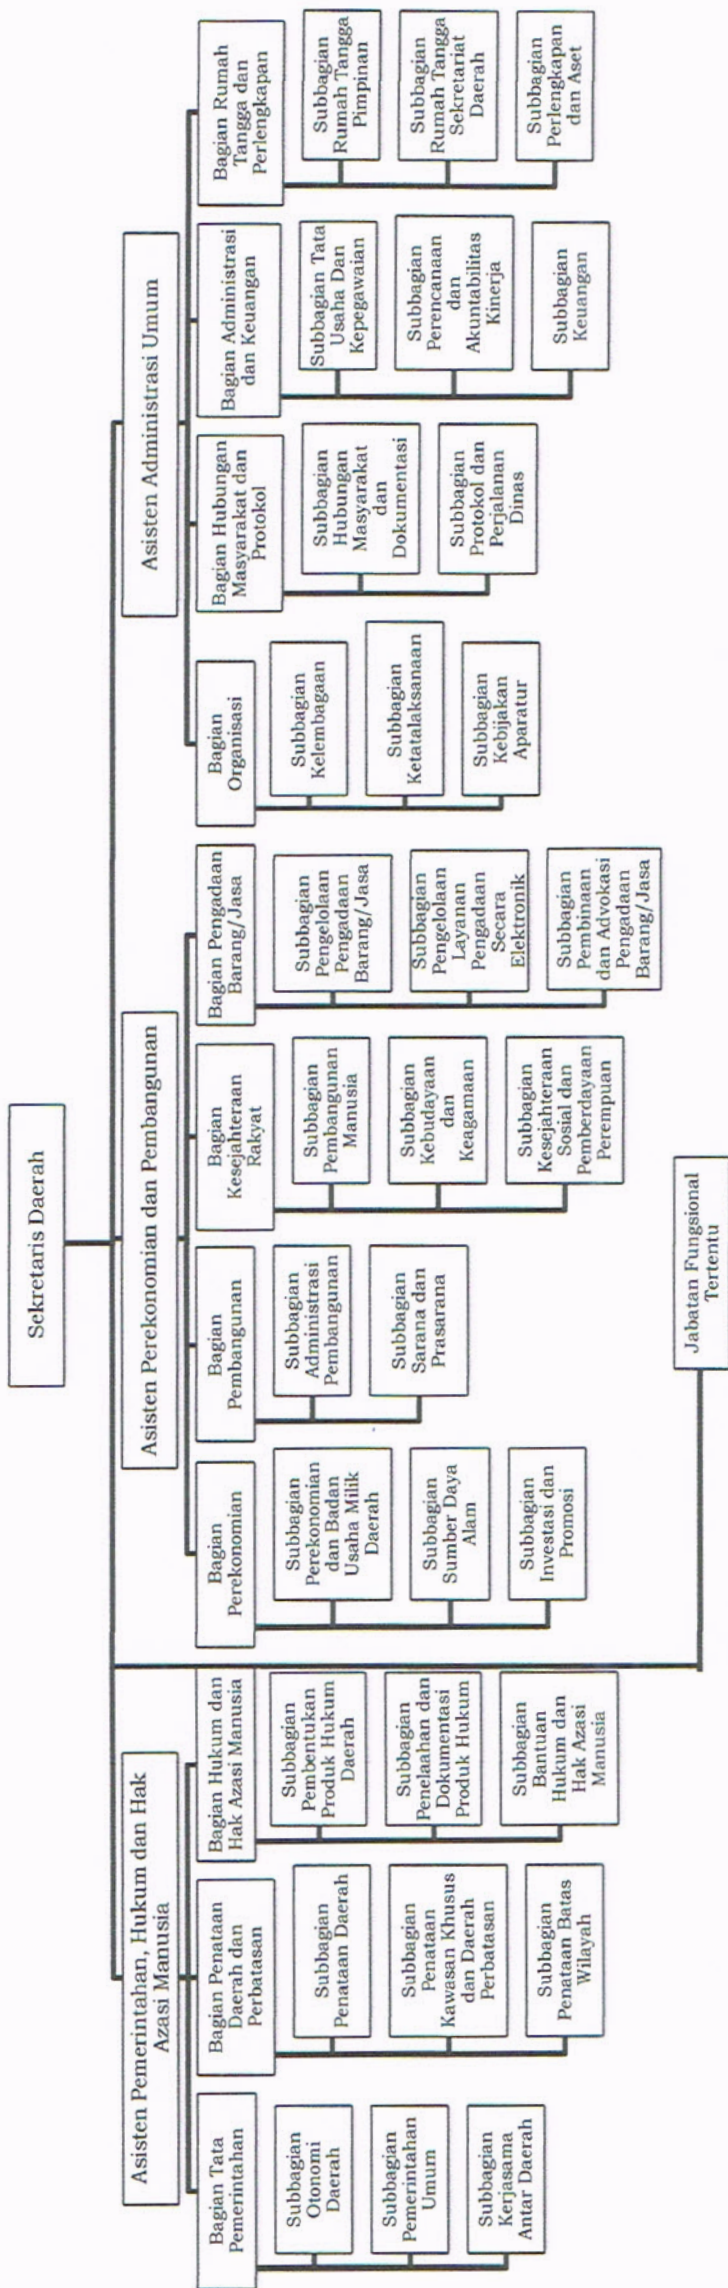 Sekretaris Daerah
Asisten Pemerintahan, Hukum dan Hak
Azasi Manusia
Asisten Perekonomian dan Pembangunan
Asisten Administrasi Umum
Bagian Tata
Pemerintahan
Subbagian
Otonomi
Daerah
Subbagian
Pemerintahan
Umum
Subbagian
Kerjasama
Antar Daerah
Bagian Penataan
Daerah dan
Perbatasan
Subbagian
Penataan Daerah
Subbagian
Penataan
Kawasan Khusus
dan Daerah
Perbatasan
Subbagian
Penataan Batas
Wilayah
Bagian Hukum dan
Hak Azasi Manusia
Subbagian
Pembentukan
Produk Hukum
Daerah
Subbagian
Penelaahan dan
Dokumentasi
Produk Hukum
Subbagian
Bantuan
Hukum dan
Hak Azasi
Manusia
Bagian
Perekonomian
Subbagian
Perekonomian
dan Badan
Usaha Milik
Daerah
Subbagian
Sumber Daya
Alam
Subbagian
Investasi dan
Promosi
Bagian
Pembangunan
Subbagian
Administrasi
Pembangunan
Subbagian
Sarana dan
Prasarana
Bagian
Kesejahteraan
Rakyat
Subbagian
Pembangunan
Manusia
Subbagian
Kebudayaan
dan
Keagamaan
Subbagian
Kesejahteraan
Sosial dan
Pemberdayaan
Perempuan
Bagian Pengadaan
Barang/Jasa
Subbagian
Pengelolaan
Pengadaan
Barang/Jasa
Subbagian
Pengelolaan
Layanan
Pengadaan
Secara
Elektronik
Subbagian
Pembinaan
dan Advokasi
Pengadaan
Barang/Jasa
Bagian
Organisasi
Subbagian
Kelembagaan
Subbagian
Ketatalaksanaan
Subbagian
Kebijakan
Aparatur
Bagian Hubungan
Masyarakat dan
Protokol
Subbagian
Hubungan
Masyarakat
dan
Dokumentasi
Subbagian
Protokol dan
Perjalanan
Dinas
Bagian Administrasi
dan Keuangan
Subbagian Tata
Usaha Dan
Kepegawaian
Subbagian
Perencanaan
dan
Akuntabilitas
Kinerja
Subbagian
Keuangan
Bagian Rumah
Tangga dan
Perlengkapan
Subbagian
Rumah Tangga
Pimpinan
Subbagian
Rumah Tangga
Sekretariat
Daerah
Subbagian
Perlengkapan
dan Aset
Jabatan Fungsional
Tertentu